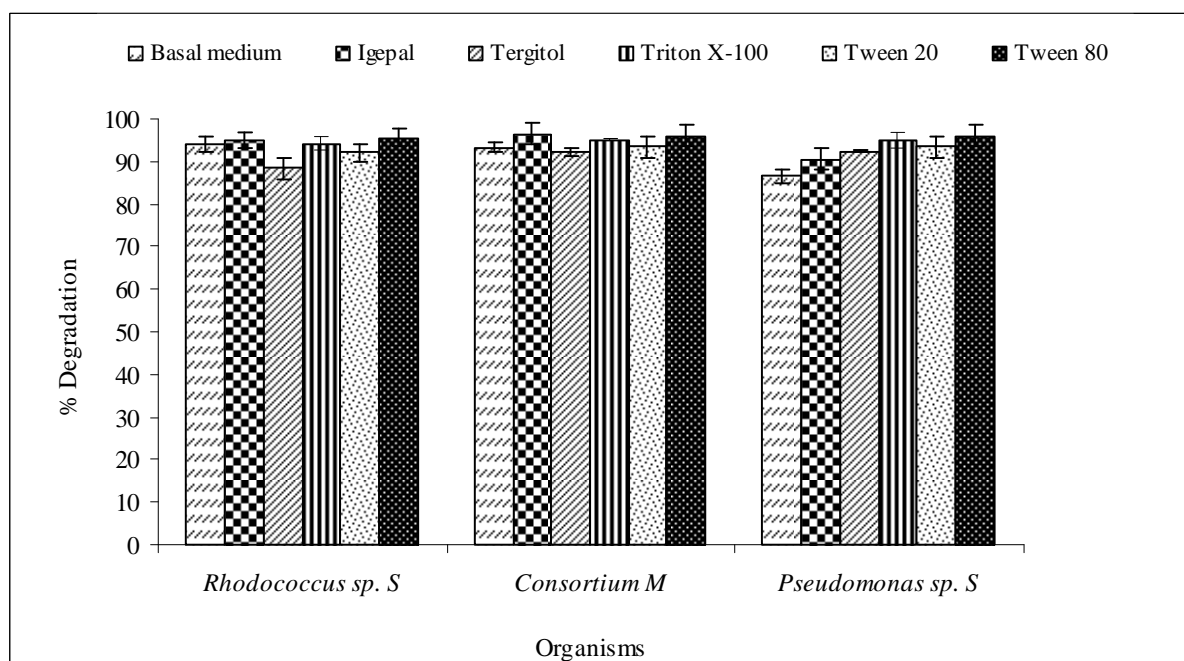 Basal medium Igepal Tergitol Triton X-100 Tween 20 Tween 80
100
90
80
70
60
50
40
30
20
10
0
% Degradation
Rhodococcus sp. S Consortium M Pseudomonas sp. S
Organisms